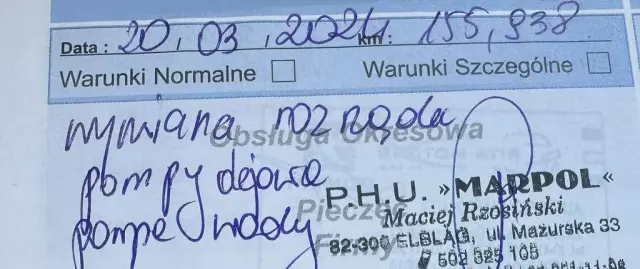 Data : 20.03.2024 km : 155,938
Warunki Normalne Warunki Szczególne
wymiana rozrządu
Obsługa Okresowa
pompy olejowa
pompe wody
P.H.U. »MARPOL«
Pieczęć
Maciej Rzosiński
Firmy
82-300 ELBLĄG, ul. Mazurska 33
502 525 105